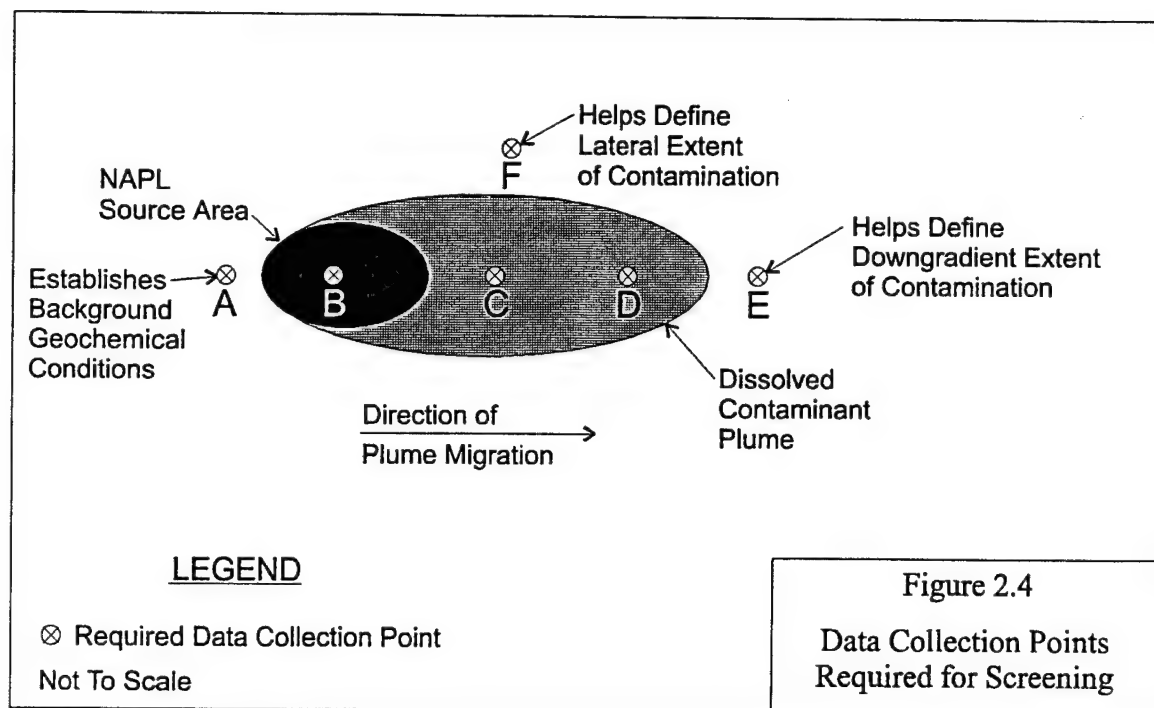 Helps Define
Lateral Extent
of Contamination
F
NAPL
Source Area
Helps Define
Downgradient Extent
of Contamination
Establishes
Background
Geochemical
Conditions
A
B
C
D
E
Dissolved
Contaminant
Plume
Direction of
Plume Migration
LEGEND
⊗ Required Data Collection Point
Not To Scale
Figure 2.4
Data Collection Points
Required for Screening